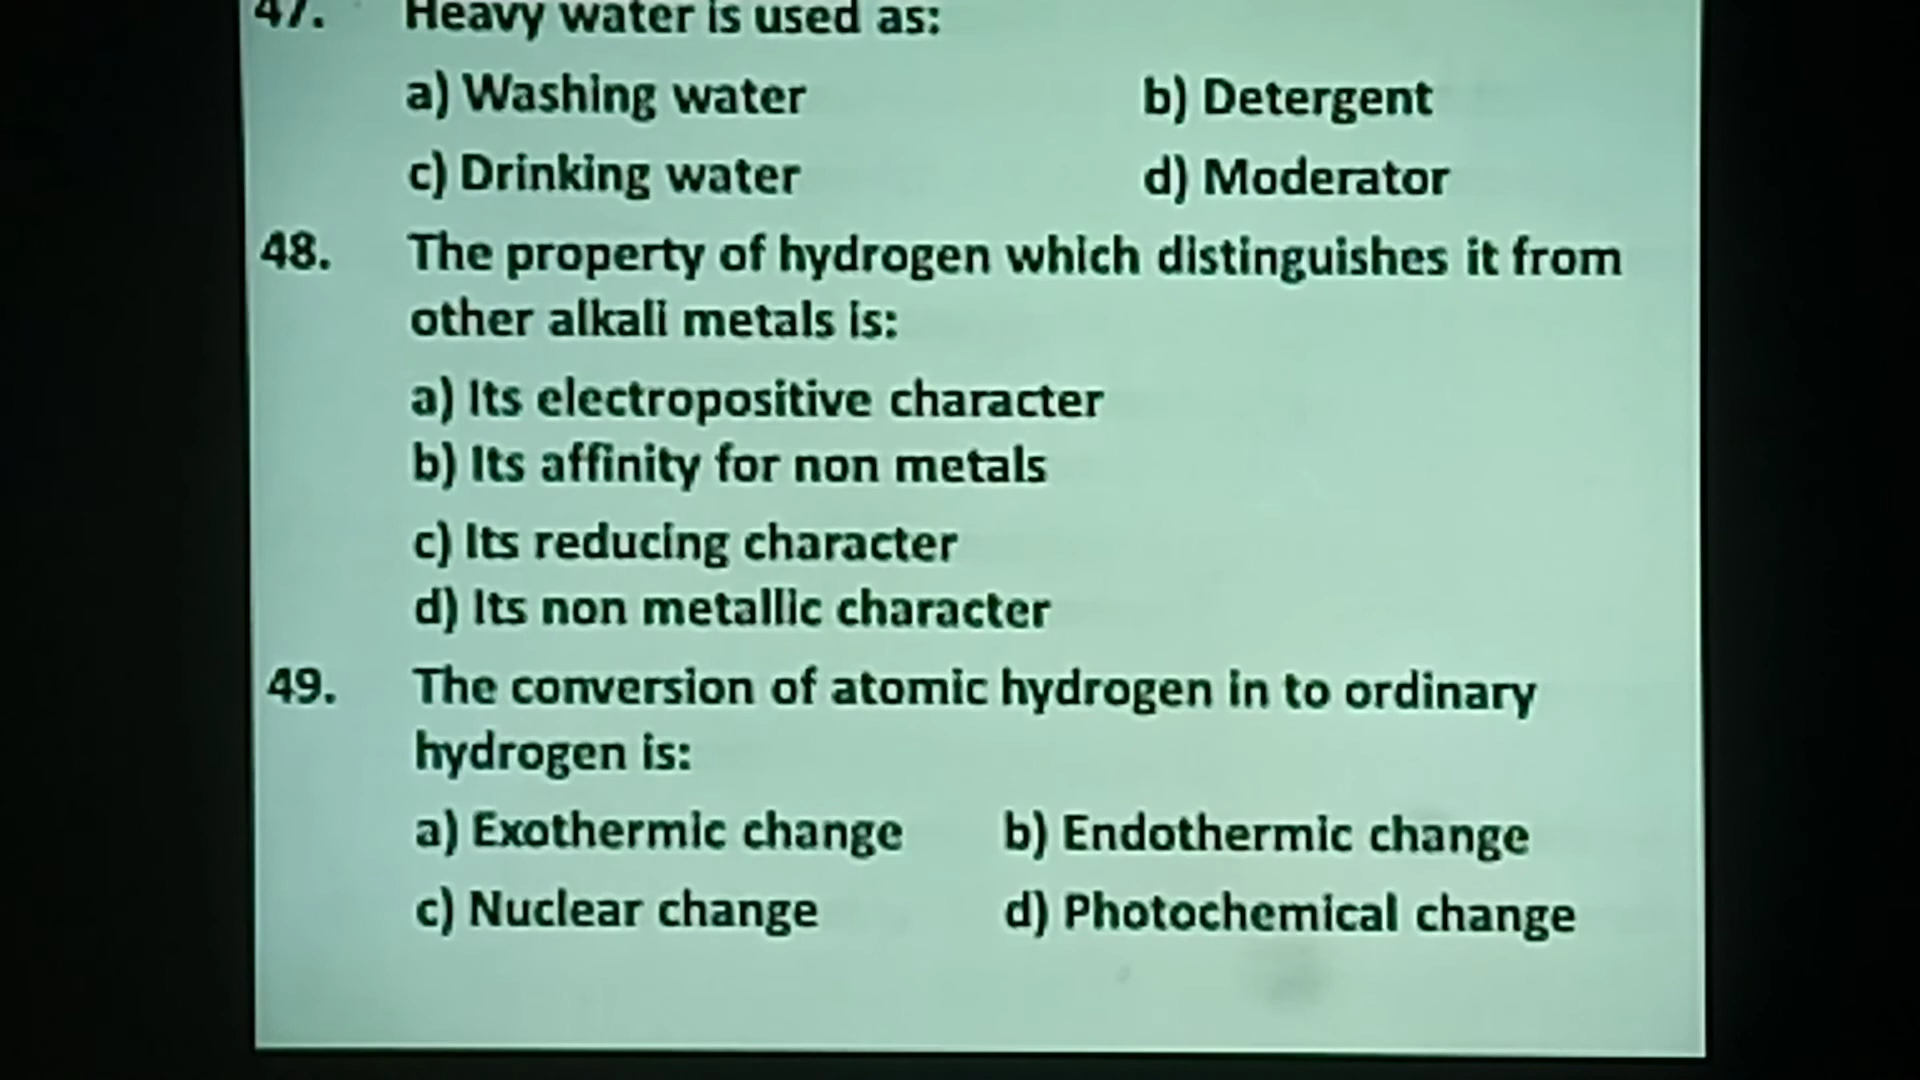 47. Heavy water is used as:
a) Washing water b) Detergent
c) Drinking water d) Moderator
48. The property of hydrogen which distinguishes it from
other alkali metals is:
a) Its electropositive character
b) Its affinity for non metals
c) Its reducing character
d) Its non metallic character
49. The conversion of atomic hydrogen in to ordinary
hydrogen is:
a) Exothermic change b) Endothermic change
c) Nuclear change d) Photochemical change